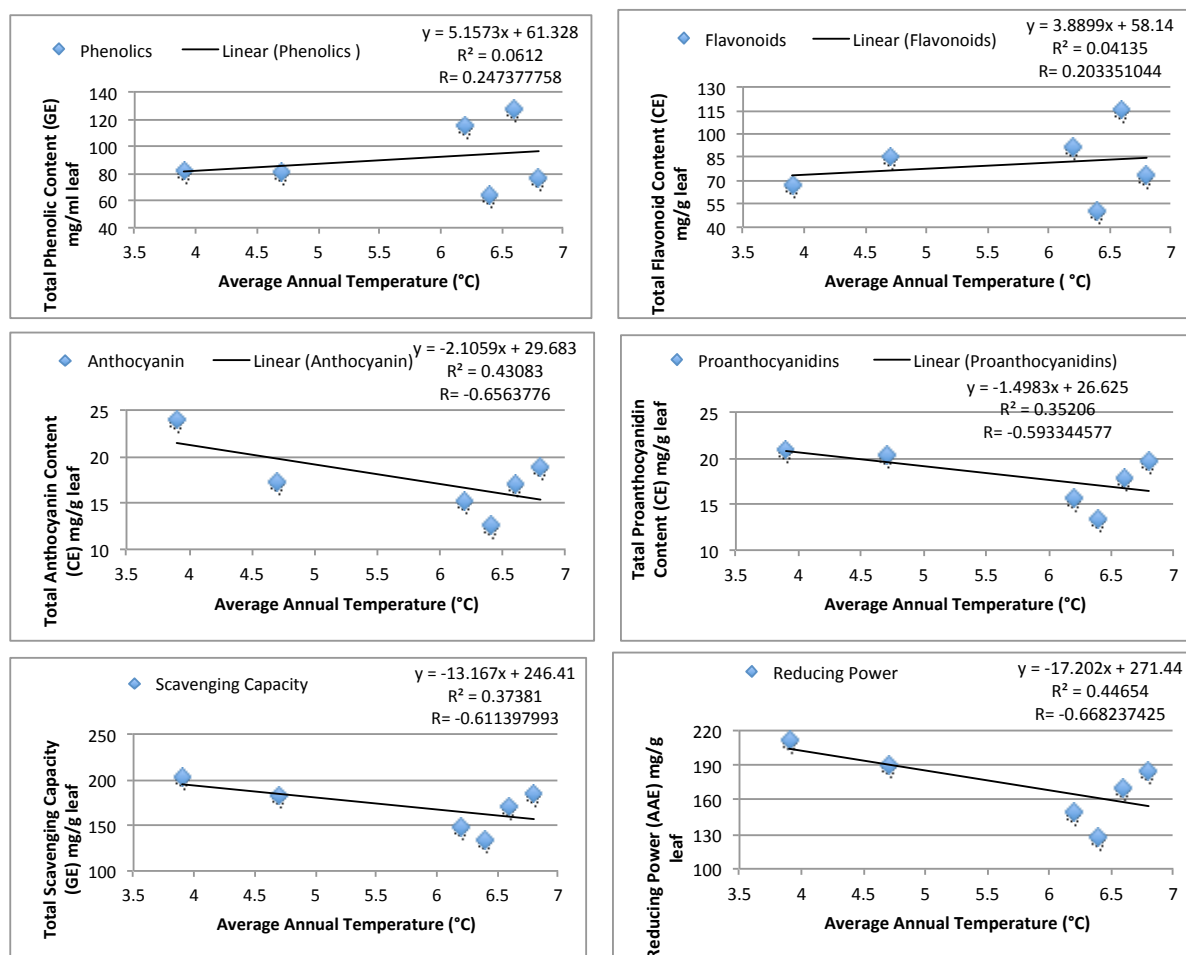 Phenolics
Linear (Phenolics )
y = 5.1573x + 61.328
R² = 0.0612
R= 0.247377758
Total Phenolic Content (GE)
mg/ml leaf
140
120
100
80
60
40
3.5 4 4.5 5 5.5 6 6.5 7
Average Annual Temperature (°C)
Flavonoids
Linear (Flavonoids)
y = 3.8899x + 58.14
R² = 0.04135
R= 0.203351044
Total Flavonoid Content (CE)
mg/g leaf
130
115
100
85
70
55
40
3.5 4 4.5 5 5.5 6 6.5 7
Average Annual Temperature (°C)
Anthocyanin
Linear (Anthocyanin)
y = -2.1059x + 29.683
R² = 0.43083
R= -0.6563776
Total Anthocyanin Content
(CE) mg/g leaf
25
20
15
10
3.5 4 4.5 5 5.5 6 6.5 7
Average Annual Temperature (°C)
Proanthocyanidins
Linear (Proanthocyanidins)
y = -1.4983x + 26.625
R² = 0.35206
R= -0.593344577
Tatal Proanthocyanidin
Content (CE) mg/g leaf
25
20
15
10
3.5 4 4.5 5 5.5 6 6.5 7
Average Annual Temperature (°C)
Scavenging Capacity
y = -13.167x + 246.41
R² = 0.37381
R= -0.611397993
Total Scavenging Capacity
(GE) mg/g leaf
250
200
150
100
3.5 4 4.5 5 5.5 6 6.5 7
Average Annual Temperature (°C)
Reducing Power
y = -17.202x + 271.44
R² = 0.44654
R= -0.668237425
Reducing Power (AAE) mg/g
leaf
220
190
160
130
100
3.5 4 4.5 5 5.5 6 6.5 7
Average Annual Temperature (°C)